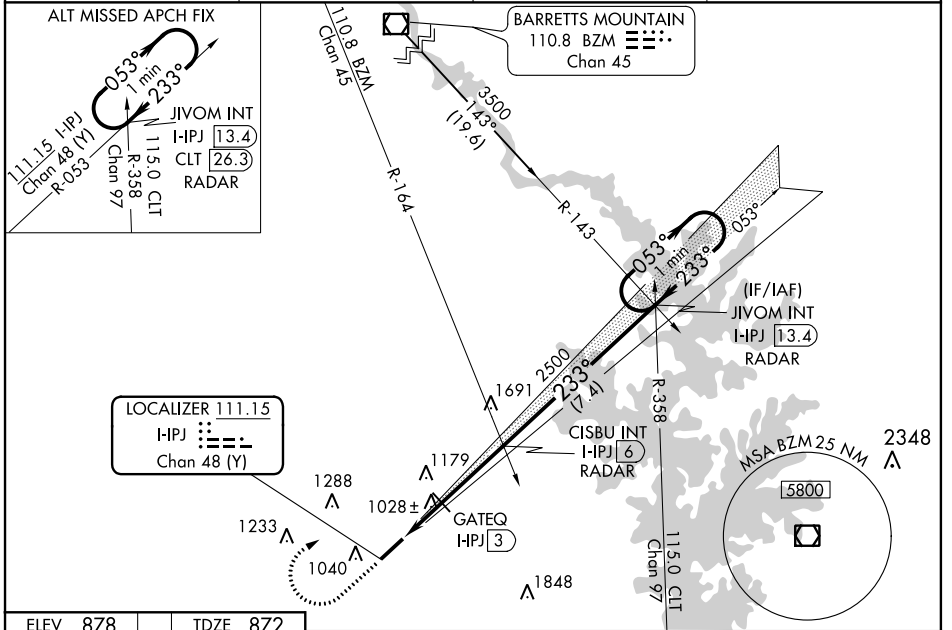 ALT MISSED APCH FIX
053°
1 min
233°
JIVOM INT
I-IPJ 13.4
CLT 26.3
RADAR
111.15 I-IPJ
Chan 48 (Y)
R-053
115.0 CLT
R-358
Chan 97
110.8 BZM
Chan 45
R-164
BARRETTS MOUNTAIN
110.8 BZM
Chan 45
3500
143°
(19.6)
R-143
053°
1 min
233°
053°
(IF/IAF)
JIVOM INT
I-IPJ 13.4
RADAR
2500
233°
(7.4)
R-358
115.0 CLT
Chan 97
1691
CISBU INT
I-IPJ 6
RADAR
LOCALIZER 111.15
I-IPJ
Chan 48 (Y)
1179
1288
1028±
1233
1040
GATEQ
I-IPJ 3
1848
MSA BZM 25 NM
5800
2348
ELEV 878
TDZE 872